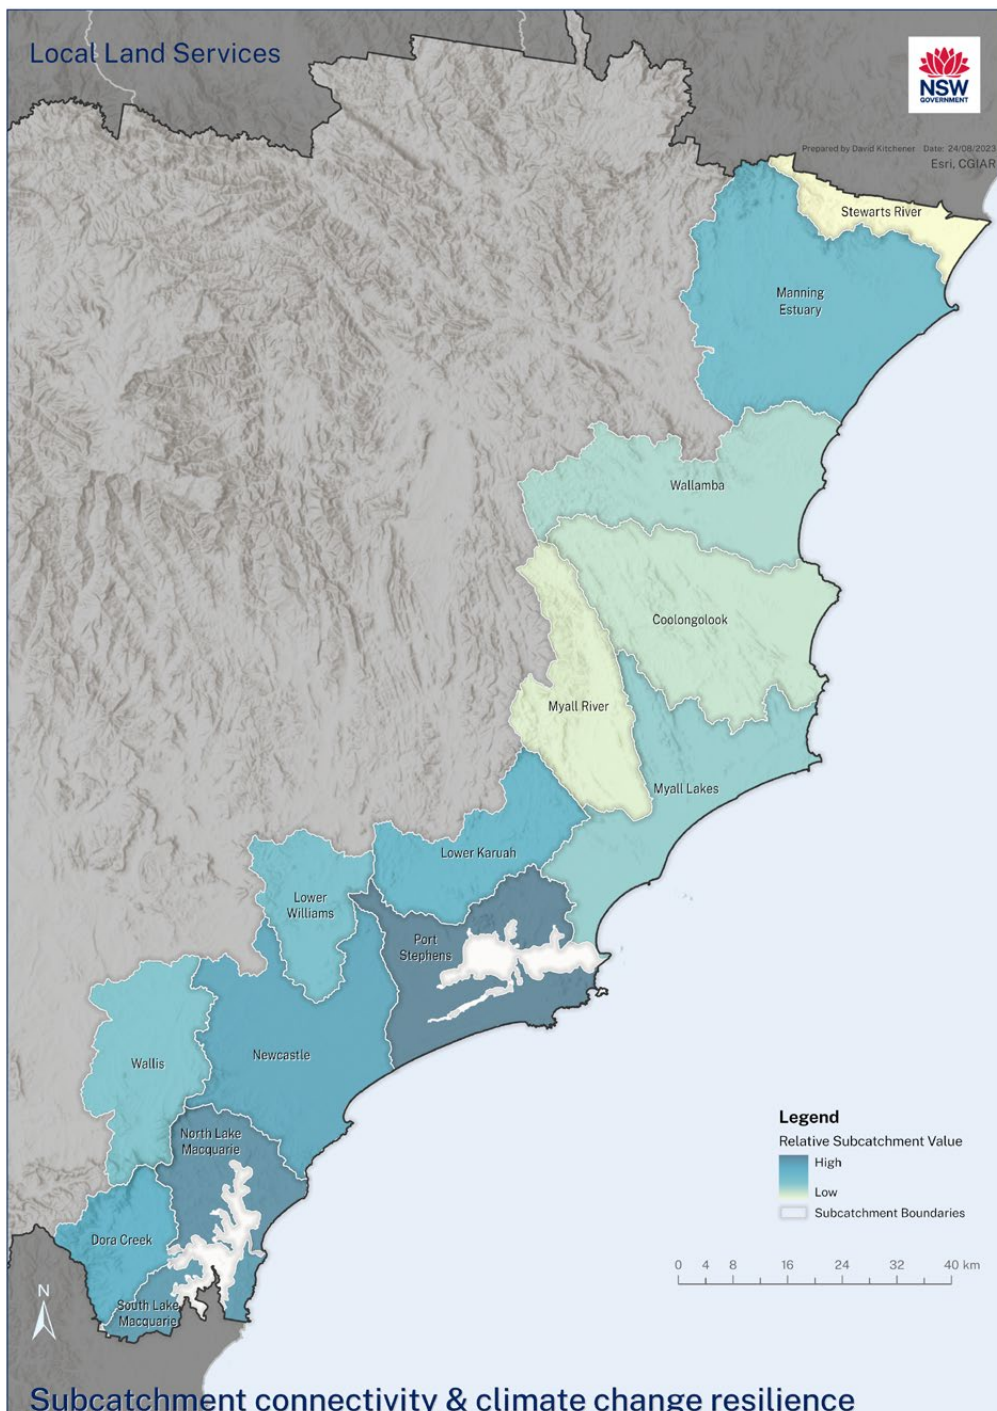 Local Land Services
NSW
GOVERNMENT
Prepared by David Kitchener Date: 24/08/2023
Esri, CGIAR
Stewarts River
Manning
Estuary
Wallamba
Coolongolook
Myall River
Myall Lakes
Lower Karuah
Lower
Williams
Port
Stephens
Newcastle
Wallis
North Lake
Macquarie
Dora Creek
South Lake
Macquarie
Legend
Relative Subcatchment Value
High
Low
Subcatchment Boundaries
0 4 8 16 24 32 40 km
N
Subcatchment connectivity & climate change resilience